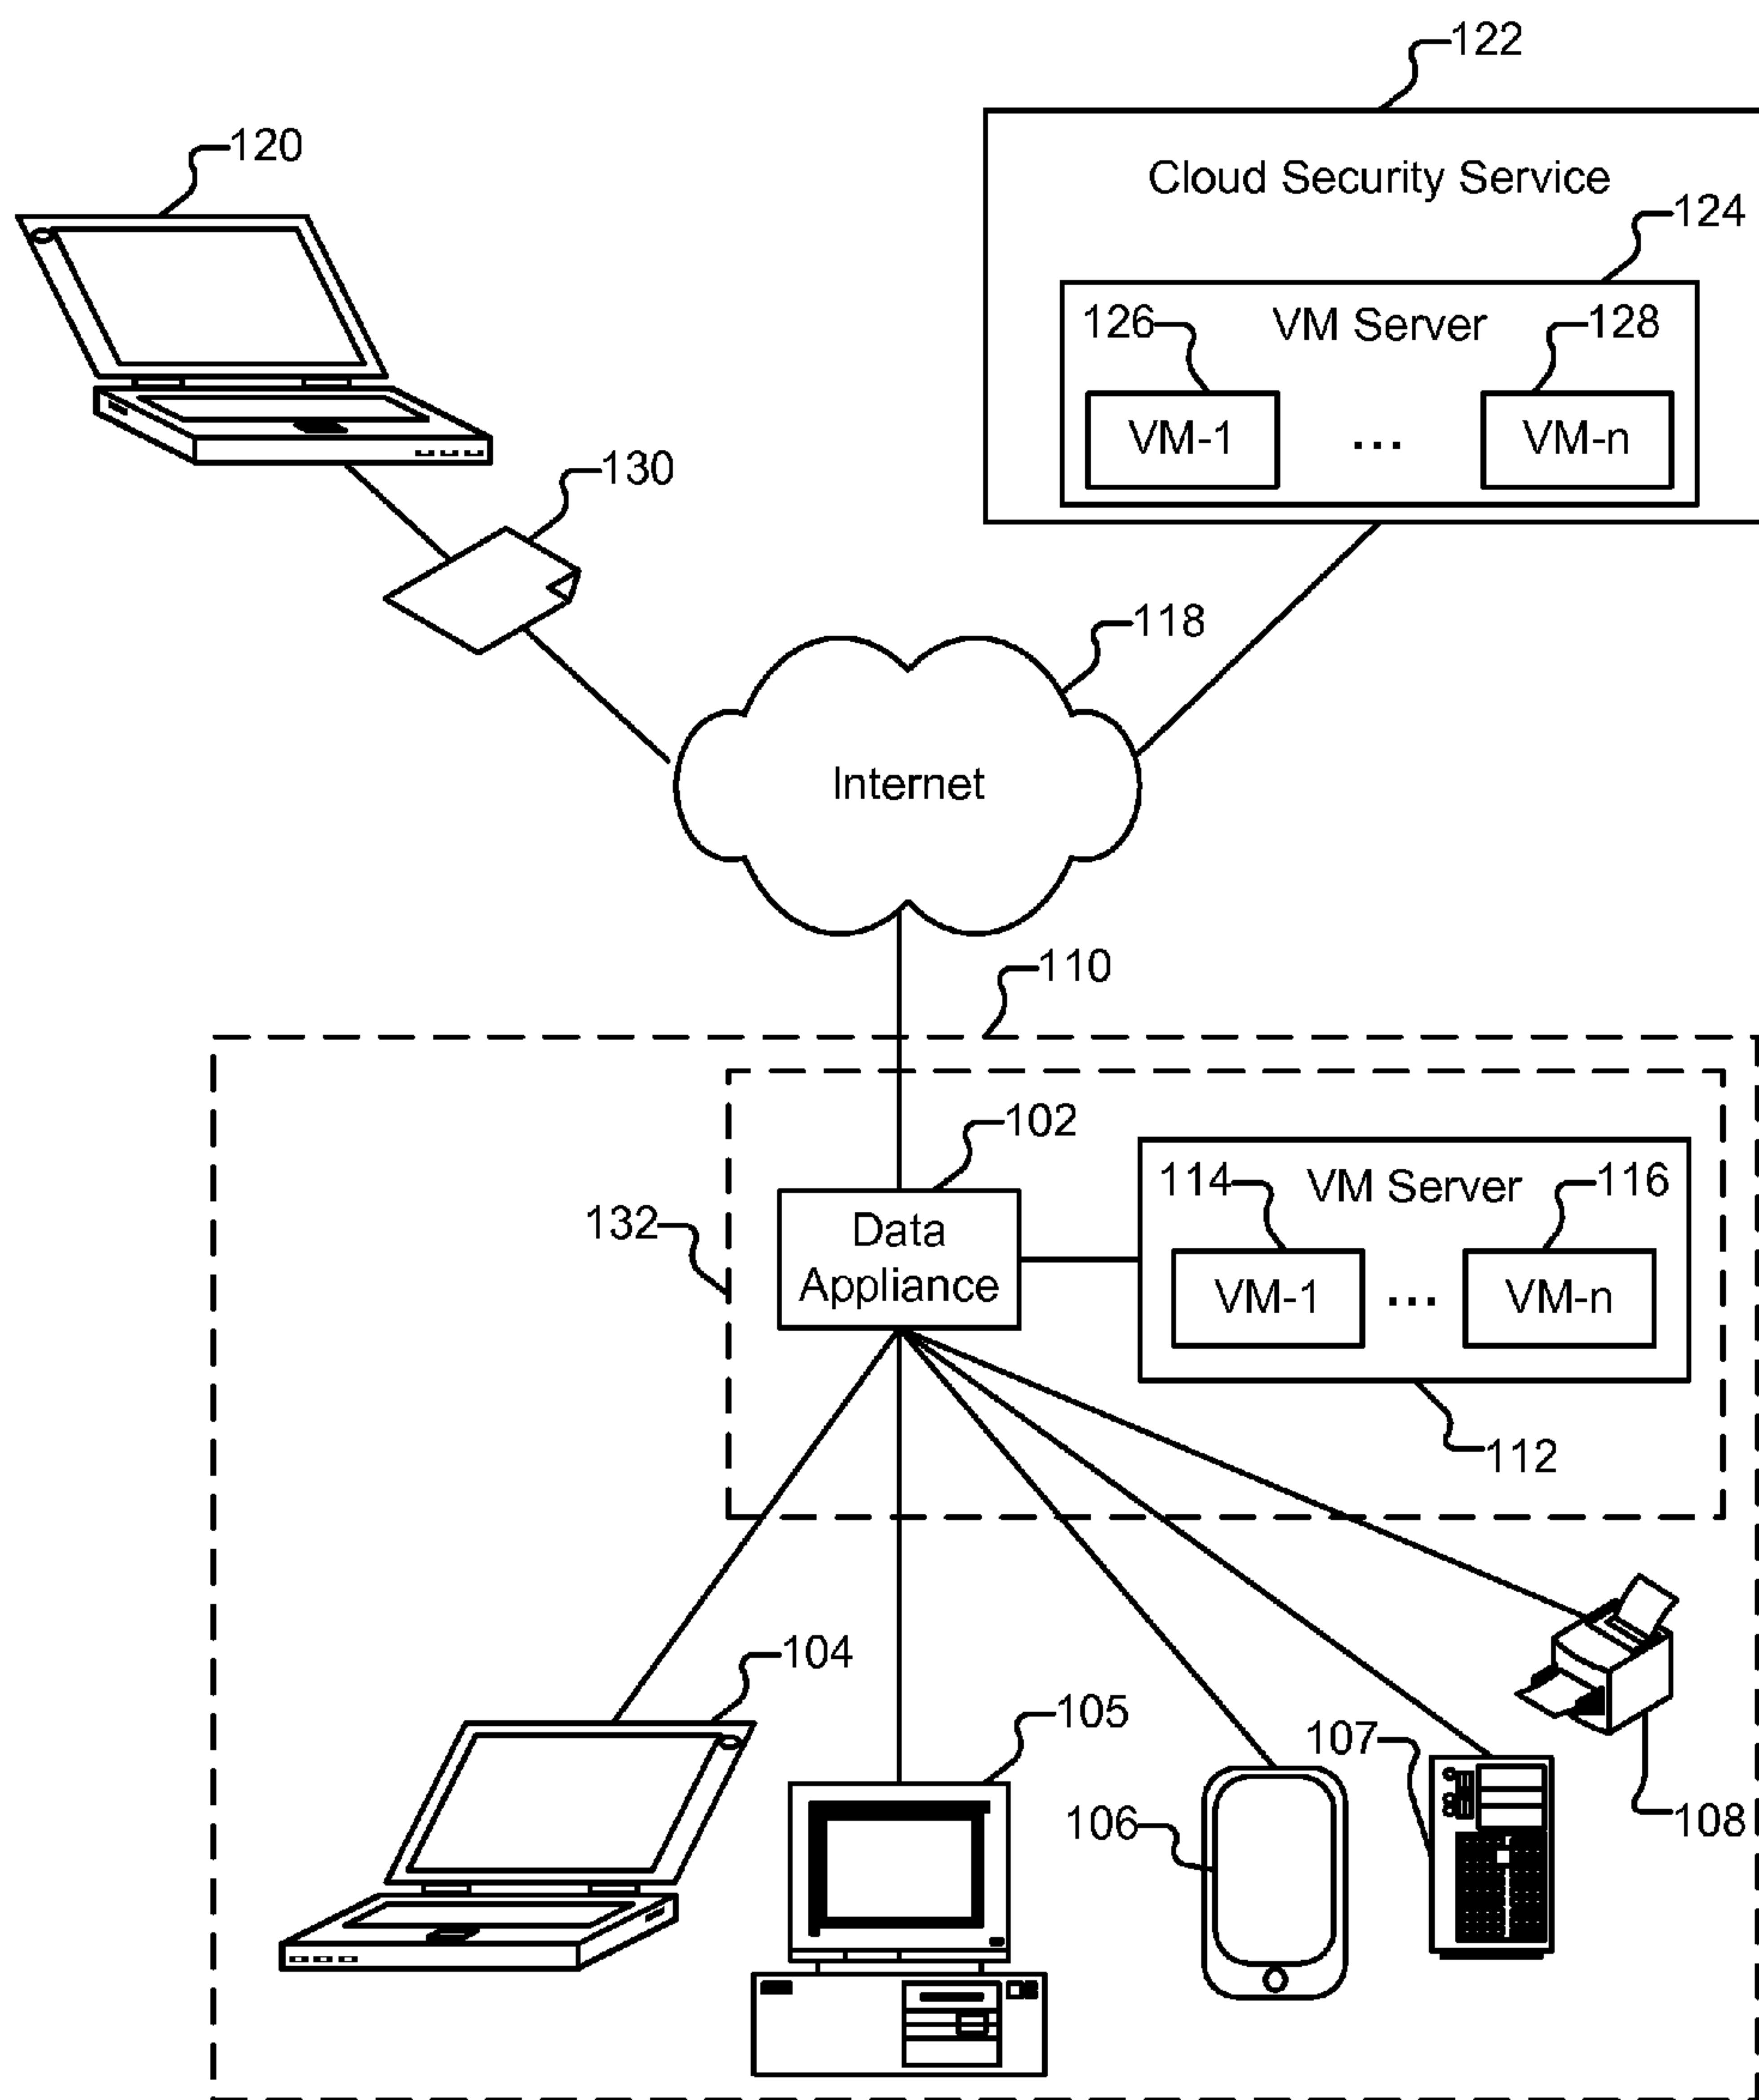 122
120
Cloud Security Service
124
126
VM Server
128
VM-1
...
VM-n
130
118
Internet
110
102
114
VM Server
116
132
Data
Appliance
VM-1
...
VM-n
112
104
105
107
106
108